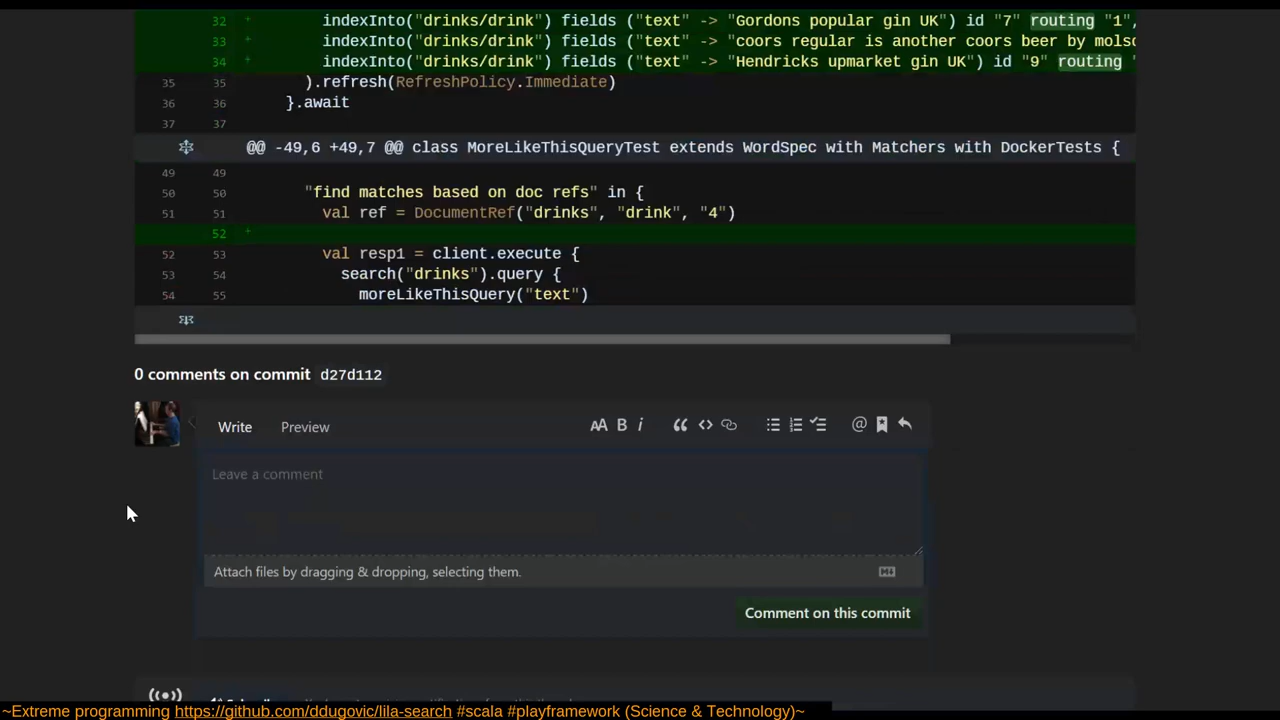 32 + indexInto("drinks/drink") fields ("text" -> "Gordons popular gin UK") id "7" routing "1",
33 + indexInto("drinks/drink") fields ("text" -> "coors regular is another coors beer by molso
34 + indexInto("drinks/drink") fields ("text" -> "Hendricks upmarket gin UK") id "9" routing "
35 35 ).refresh(RefreshPolicy.Immediate)
36 36 }.await
37 37
@@ -49,6 +49,7 @@ class MoreLikeThisQueryTest extends WordSpec with Matchers with DockerTests {
49 49
50 50 "find matches based on doc refs" in {
51 51 val ref = DocumentRef("drinks", "drink", "4")
52 +
52 53 val resp1 = client.execute {
53 54 search("drinks").query {
54 55 moreLikeThisQuery("text")
0 comments on commit d27d112
Write Preview AA B i @
Leave a comment
Attach files by dragging & dropping, selecting them.
Comment on this commit
~Extreme programming https://github.com/ddugovic/lila-search #scala #playframework (Science & Technology)~